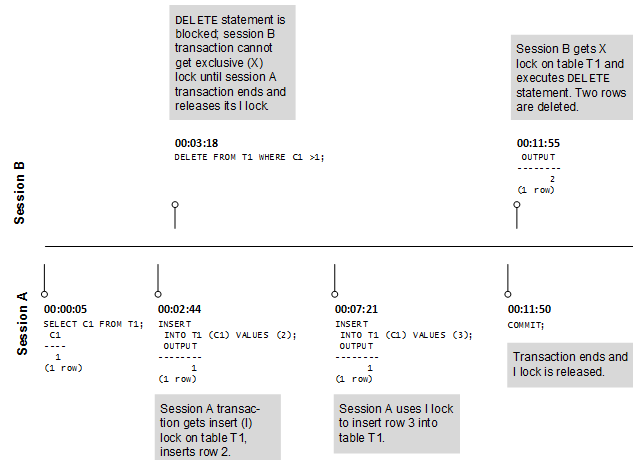 DELETE statement is
blocked; session B
transaction cannot
get exclusive (X)
lock until session A
transaction ends and
releases its I lock.
Session B gets X
lock on table T1 and
executes DELETE
statement. Two rows
are deleted.
Session B
00:03:18
DELETE FROM T1 WHERE C1 >1;
00:11:55
OUTPUT
--------
2
(1 row)
Session A
00:00:05
SELECT C1 FROM T1;
C1
----
1
(1 row)
00:02:44
INSERT
INTO T1 (C1) VALUES (2);
OUTPUT
--------
1
(1 row)
Session A transac-
tion gets insert (I)
lock on table T1,
inserts row 2.
00:07:21
INSERT
INTO T1 (C1) VALUES (3);
OUTPUT
--------
1
(1 row)
Session A uses I lock
to insert row 3 into
table T1.
00:11:50
COMMIT;
Transaction ends and
I lock is released.